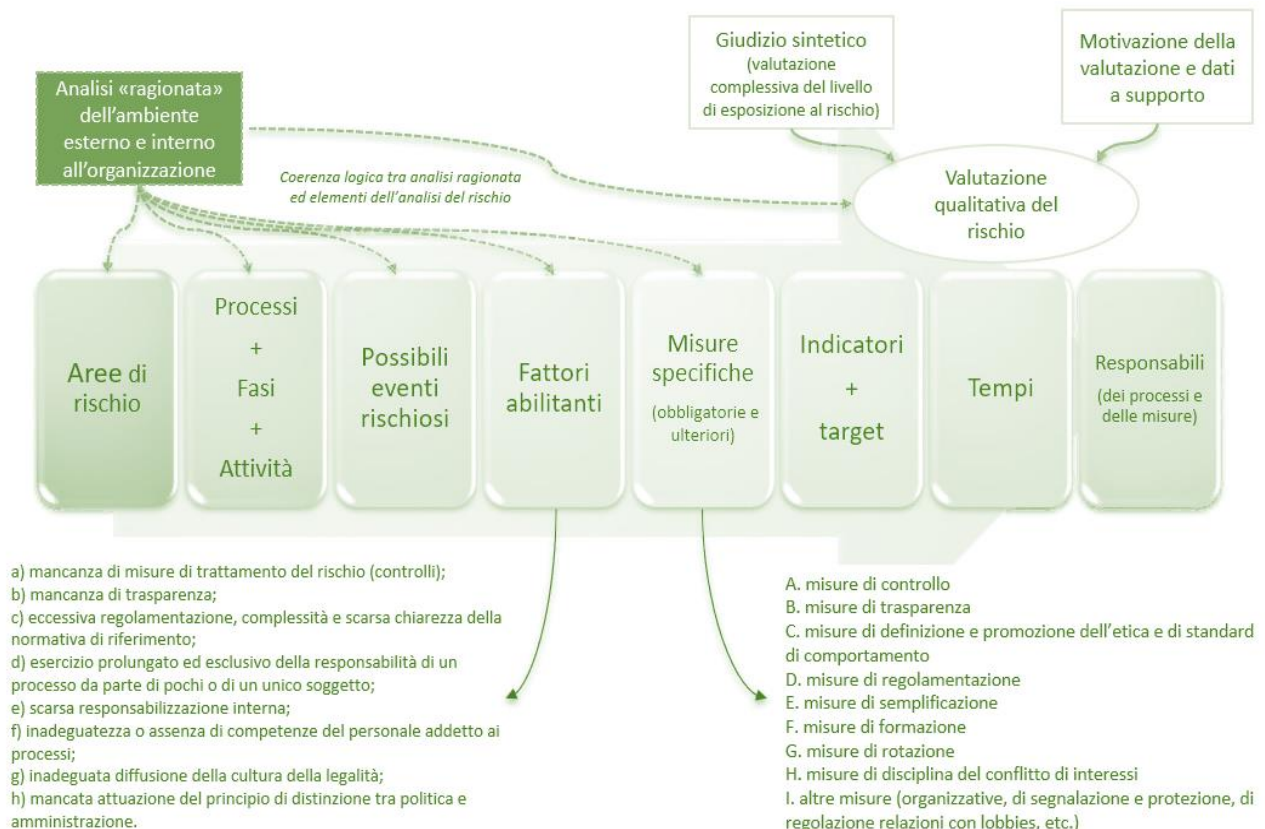 Analisi «ragionata»
dell'ambiente
esterno e interno
all'organizzazione
Giudizio sintetico
(valutazione
complessiva del livello
di esposizione al rischio)
Motivazione della
valutazione e dati
a supporto
Coerenza logica tra analisi ragionata
ed elementi dell'analisi del rischio
Valutazione
qualitativa del
rischio
Aree di
rischio
Processi
+
Fasi
+
Attività
Possibili
eventi
rischiosi
Fattori
abilitanti
Misure
specifiche
(obbligatorie e
ulteriori)
Indicatori
+
target
Tempi
Responsabili
(dei processi e
delle misure)
a) mancanza di misure di trattamento del rischio (controlli);
b) mancanza di trasparenza;
c) eccessiva regolamentazione, complessità e scarsa chiarezza della
normativa di riferimento;
d) esercizio prolungato ed esclusivo della responsabilità di un
processo da parte di pochi o di un unico soggetto;
e) scarsa responsabilizzazione interna;
f) inadeguatezza o assenza di competenze del personale addetto ai
processi;
g) inadeguata diffusione della cultura della legalità;
h) mancata attuazione del principio di distinzione tra politica e
amministrazione.
A. misure di controllo
B. misure di trasparenza
C. misure di definizione e promozione dell'etica e di standard
di comportamento
D. misure di regolamentazione
E. misure di semplificazione
F. misure di formazione
G. misure di rotazione
H. misure di disciplina del conflitto di interessi
I. altre misure (organizzative, di segnalazione e protezione, di
regolazione relazioni con lobbies, etc.)